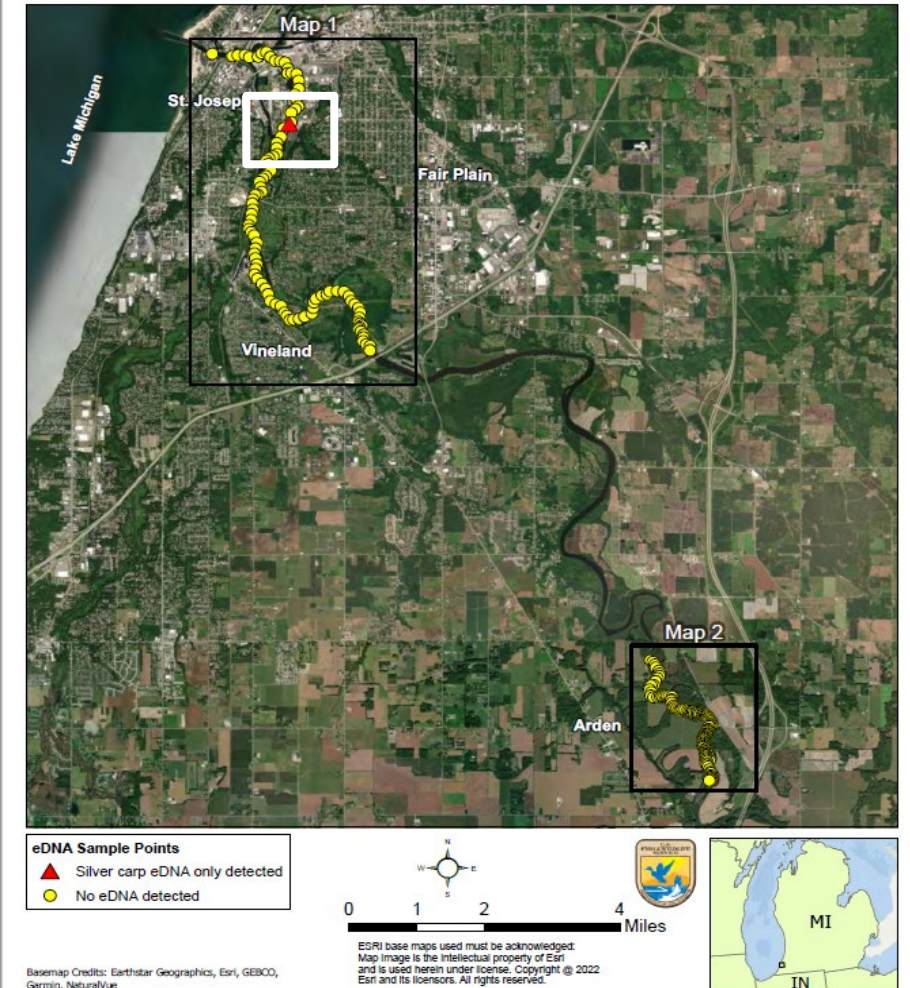 Map 1
Lake Michigan
St. Josep
Fair Plain
Vineland
Map 2
Arden
eDNA Sample Points
Silver carp eDNA only detected
No eDNA detected
N
W
E
S
0 1 2 4
Miles
U.S.
FISH & WILDLIFE
SERVICE
ESRI base maps used must be acknowledged:
Map image is the intellectual property of Esri
and is used herein under license. Copyright @ 2022
Esri and its licensors. All rights reserved.
Basemap Credits: Earthstar Geographics, Esri, GEBCO,
Garmin, NaturalVue
MI
IN